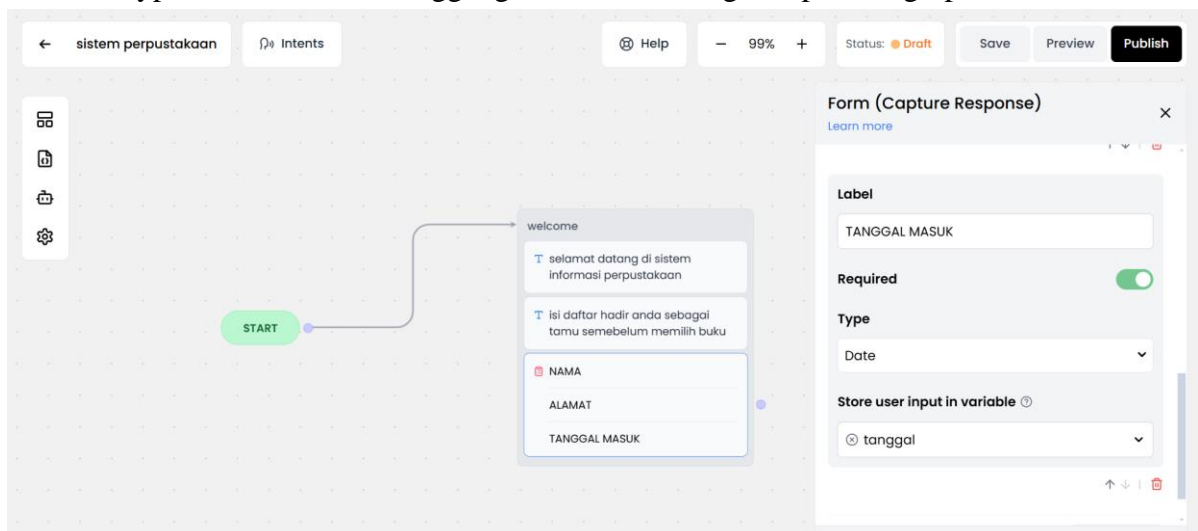 ← sistem perpustakaan
Intents
Help
− 99% +
Status: Draft
Save
Preview
Publish
Form (Capture Response)
Learn more
START
welcome
selamat datang di sistem
informasi perpustakaan
isi daftar hadir anda sebagai
tamu semebelum memilih buku
NAMA
ALAMAT
TANGGAL MASUK
Label
TANGGAL MASUK
Required
Type
Date
Store user input in variable
tanggal